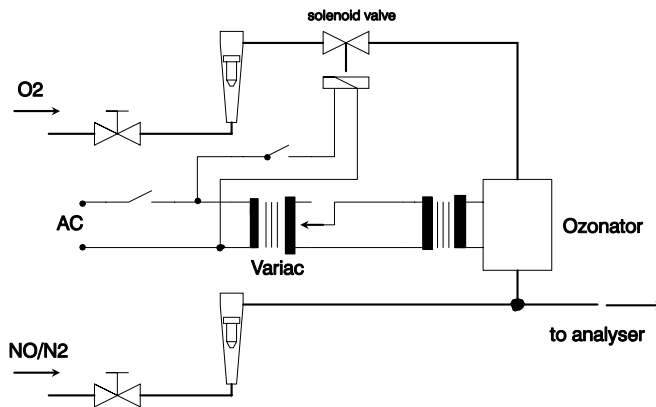 solenoid valve
O2
AC
Ozonator
Variac
to analyser
NO/N2